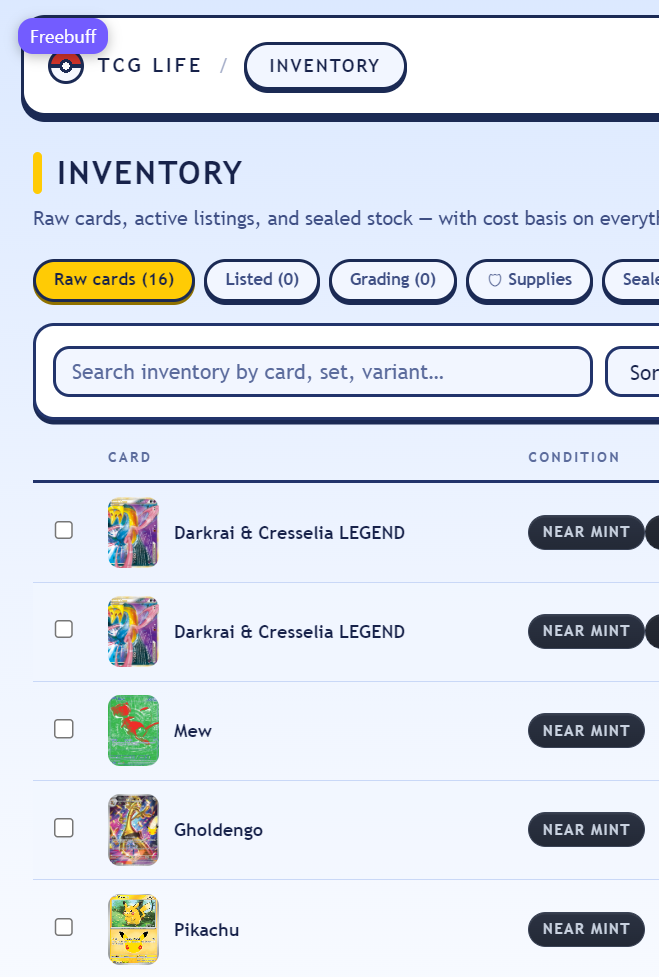 Freebuff
TCG LIFE / INVENTORY
INVENTORY
Raw cards, active listings, and sealed stock — with cost basis on everyth
Raw cards (16) Listed (0) Grading (0) Supplies Seale
Search inventory by card, set, variant... Sor
CARD CONDITION
Darkrai & Cresselia LEGEND NEAR MINT
Darkrai & Cresselia LEGEND NEAR MINT
Mew NEAR MINT
Gholdengo NEAR MINT
Pikachu NEAR MINT